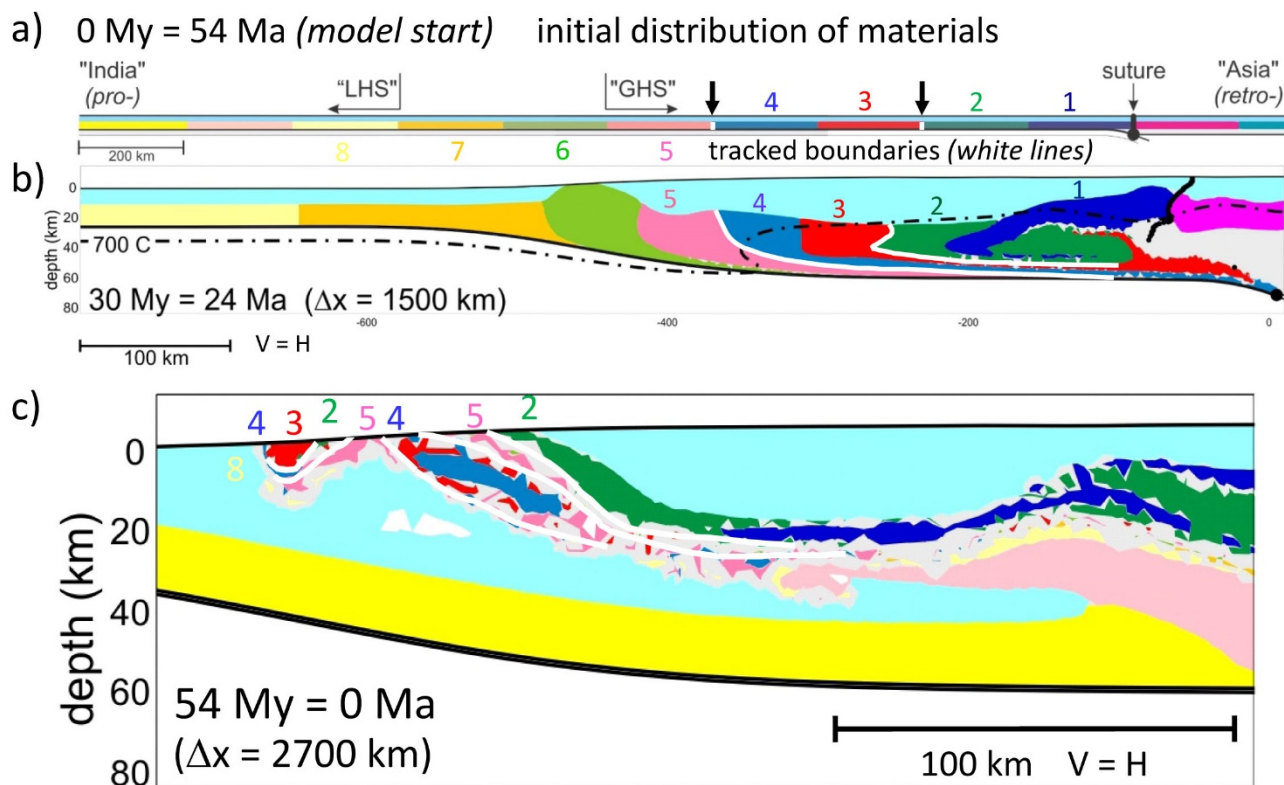 a) 0 My = 54 Ma (model start) initial distribution of materials
"India" "LHS" "GHS" 4 3 2 1 suture "Asia"
(pro-) (retro-)
200 km 8 7 6 5 tracked boundaries (white lines)
b) 0 5 4 3 2 1
20
40 700 C
60
80 30 My = 24 Ma (Δx = 1500 km)
depth (km)
-600 -400 -200 0
100 km V = H
c) 4 3 2 5 4 5 2
0 8
20
40
60
80
depth (km)
54 My = 0 Ma
(Δx = 2700 km)
100 km V = H